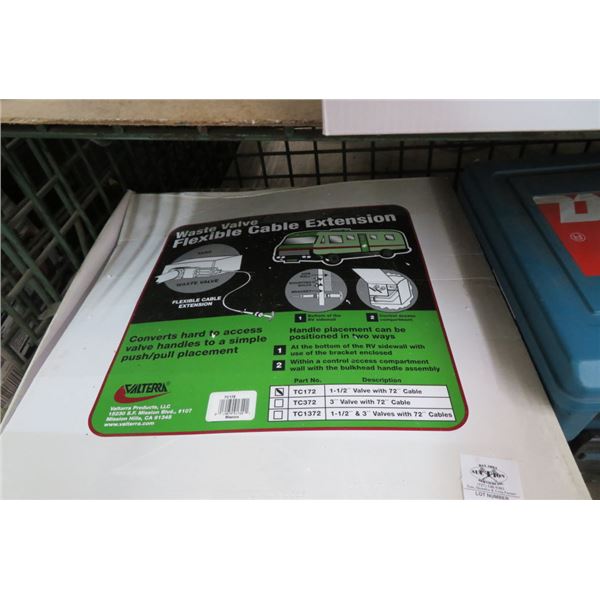 Waste Valve
Flexible Cable Extension
WASTE VALVE
FLEXIBLE CABLE
EXTENSION
1 Bottom of the
RV sidewall
2 Control access
compartment
Converts hard to access
valve handles to a simple
push/pull placement
Handle placement can be
positioned in two ways
1 At the bottom of the RV sidewall with
use of the bracket enclosed
2 Within a control access compartment
wall with the bulkhead handle assembly
Part No. Description
TC172 1-1/2" Valve with 72" Cable
TC372 3" Valve with 72" Cable
TC1372 1-1/2" & 3" Valves with 72" Cables
VALTERRA
Valterra Products, LLC
15230 S.F. Mission Blvd., #107
Mission Hills, CA 91345
www.valterra.com
TC172
LOT NUMBER